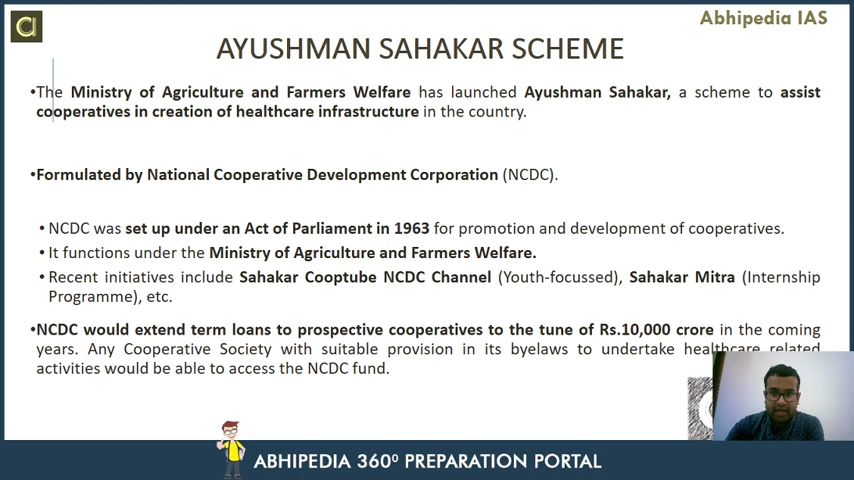 Abhipedia IAS
AYUSHMAN SAHAKAR SCHEME
•The Ministry of Agriculture and Farmers Welfare has launched Ayushman Sahakar, a scheme to assist
cooperatives in creation of healthcare infrastructure in the country.
•Formulated by National Cooperative Development Corporation (NCDC).
• NCDC was set up under an Act of Parliament in 1963 for promotion and development of cooperatives.
• It functions under the Ministry of Agriculture and Farmers Welfare.
• Recent initiatives include Sahakar Cooptube NCDC Channel (Youth-focussed), Sahakar Mitra (Internship
Programme), etc.
•NCDC would extend term loans to prospective cooperatives to the tune of Rs.10,000 crore in the coming
years. Any Cooperative Society with suitable provision in its byelaws to undertake healthcare related
activities would be able to access the NCDC fund.
ABHIPEDIA 360⁰ PREPARATION PORTAL